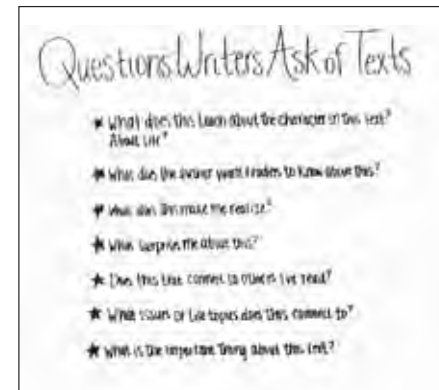 Questions Writers Ask of Texts
★ What does this teach about the character in this text?
About life?
★ What does the author want readers to know about this?
★ What does this make me realize?
★ What surprises me about this?
★ Does this text connect to others I've read?
★ What issues or life topics does this connect to?
★ What is the important thing about this text?